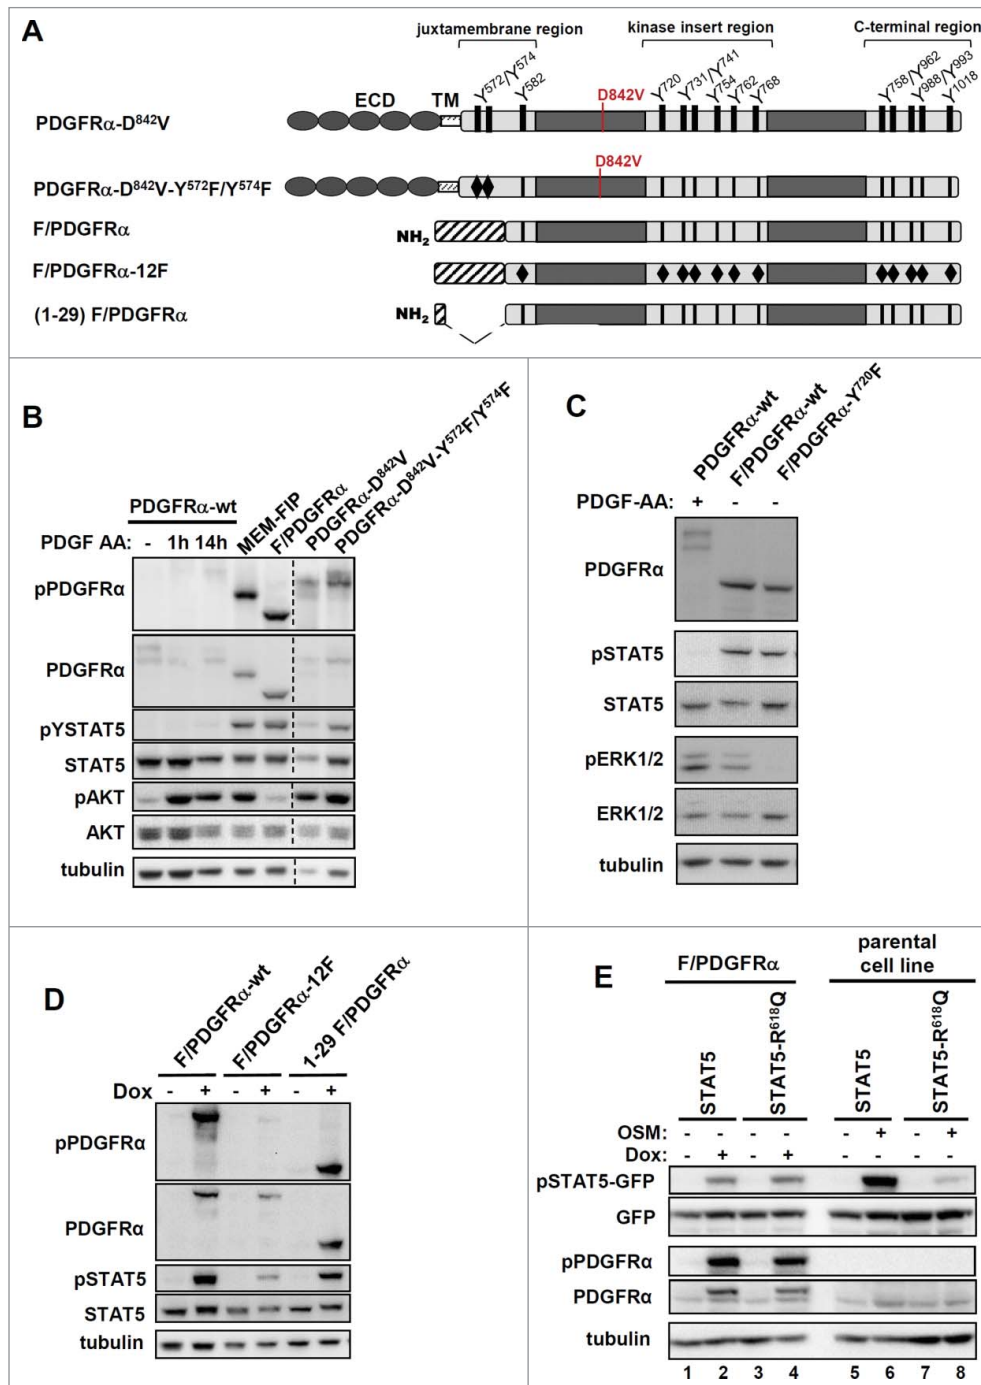 A
juxtamembrane region
kinase insert region
C-terminal region
Y572/Y574
Y582
Y720
Y731/Y741
Y754
Y762
Y768
Y758/Y962
Y988/Y993
Y1018
ECD TM
D842V
PDGFRα-D842V
D842V
PDGFRα-D842V-Y572F/Y574F
F/PDGFRα
NH2
F/PDGFRα-12F
(1-29) F/PDGFRα
NH2
B
PDGFRα-wt
MEM-FIP
F/PDGFRα
PDGFRα-D842V
PDGFRα-D842V-Y572F/Y574F
PDGF AA: - 1h 14h
pPDGFRα
PDGFRα
pYSTAT5
STAT5
pAKT
AKT
tubulin
C
PDGFRα-wt
F/PDGFRα-wt
F/PDGFRα-Y720F
PDGF-AA: + - -
PDGFRα
pSTAT5
STAT5
pERK1/2
ERK1/2
tubulin
D
F/PDGFRα-wt
F/PDGFRα-12F
1-29 F/PDGFRα
Dox - + - + - +
pPDGFRα
PDGFRα
pSTAT5
STAT5
tubulin
E
F/PDGFRα
parental
cell line
STAT5
STAT5-R618Q
STAT5
STAT5-R618Q
OSM: - - - - - + - +
Dox: - + - + - - - -
pSTAT5-GFP
GFP
pPDGFRα
PDGFRα
tubulin
1 2 3 4 5 6 7 8